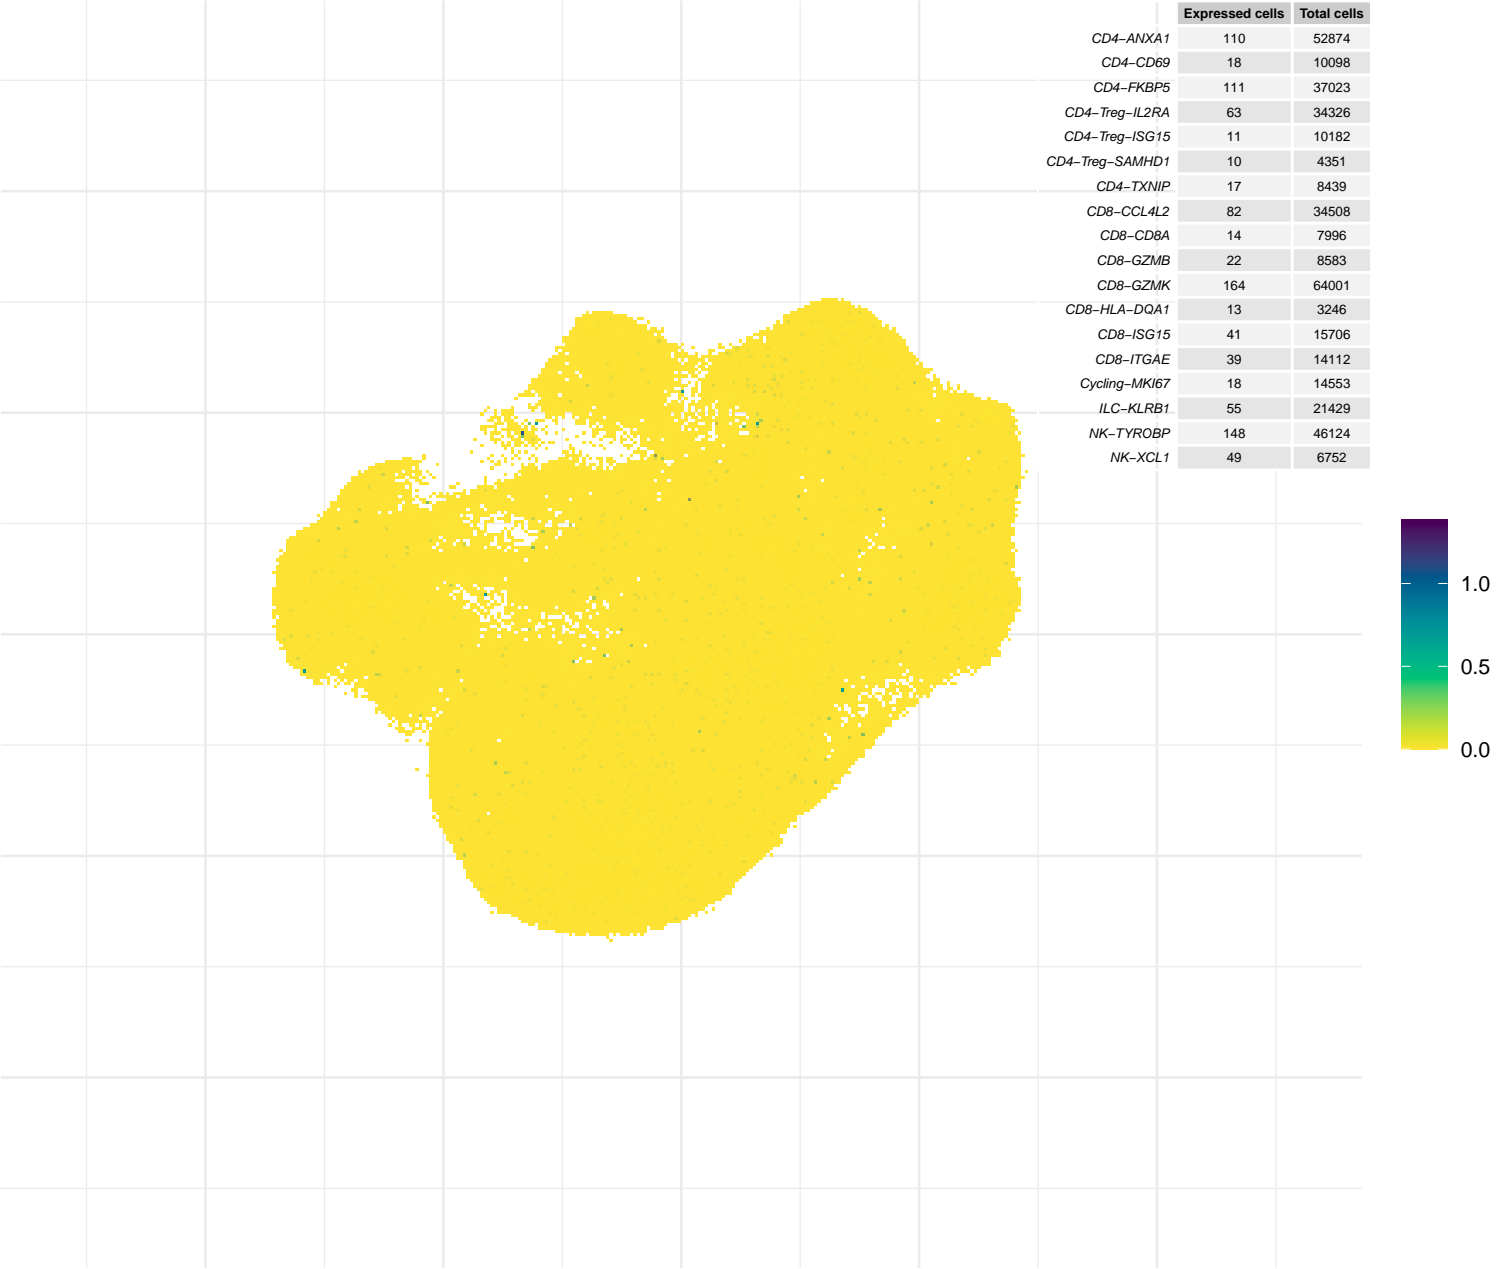 Expressed cells Total cells
CD4−ANXA1 110 52874
CD4−CD69 18 10098
CD4−FKBP5 111 37023
CD4−Treg−IL2RA 63 34326
CD4−Treg−ISG15 11 10182
CD4−Treg−SAMHD1 10 4351
CD4−TXNIP 17 8439
CD8−CCL4L2 82 34508
CD8−CD8A 14 7996
CD8−GZMB 22 8583
CD8−GZMK 164 64001
CD8−HLA−DQA1 13 3246
CD8−ISG15 41 15706
CD8−ITGAE 39 14112
Cycling−MKI67 18 14553
ILC−KLRB1 55 21429
NK−TYROBP 148 46124
NK−XCL1 49 6752
1.0
0.5
0.0